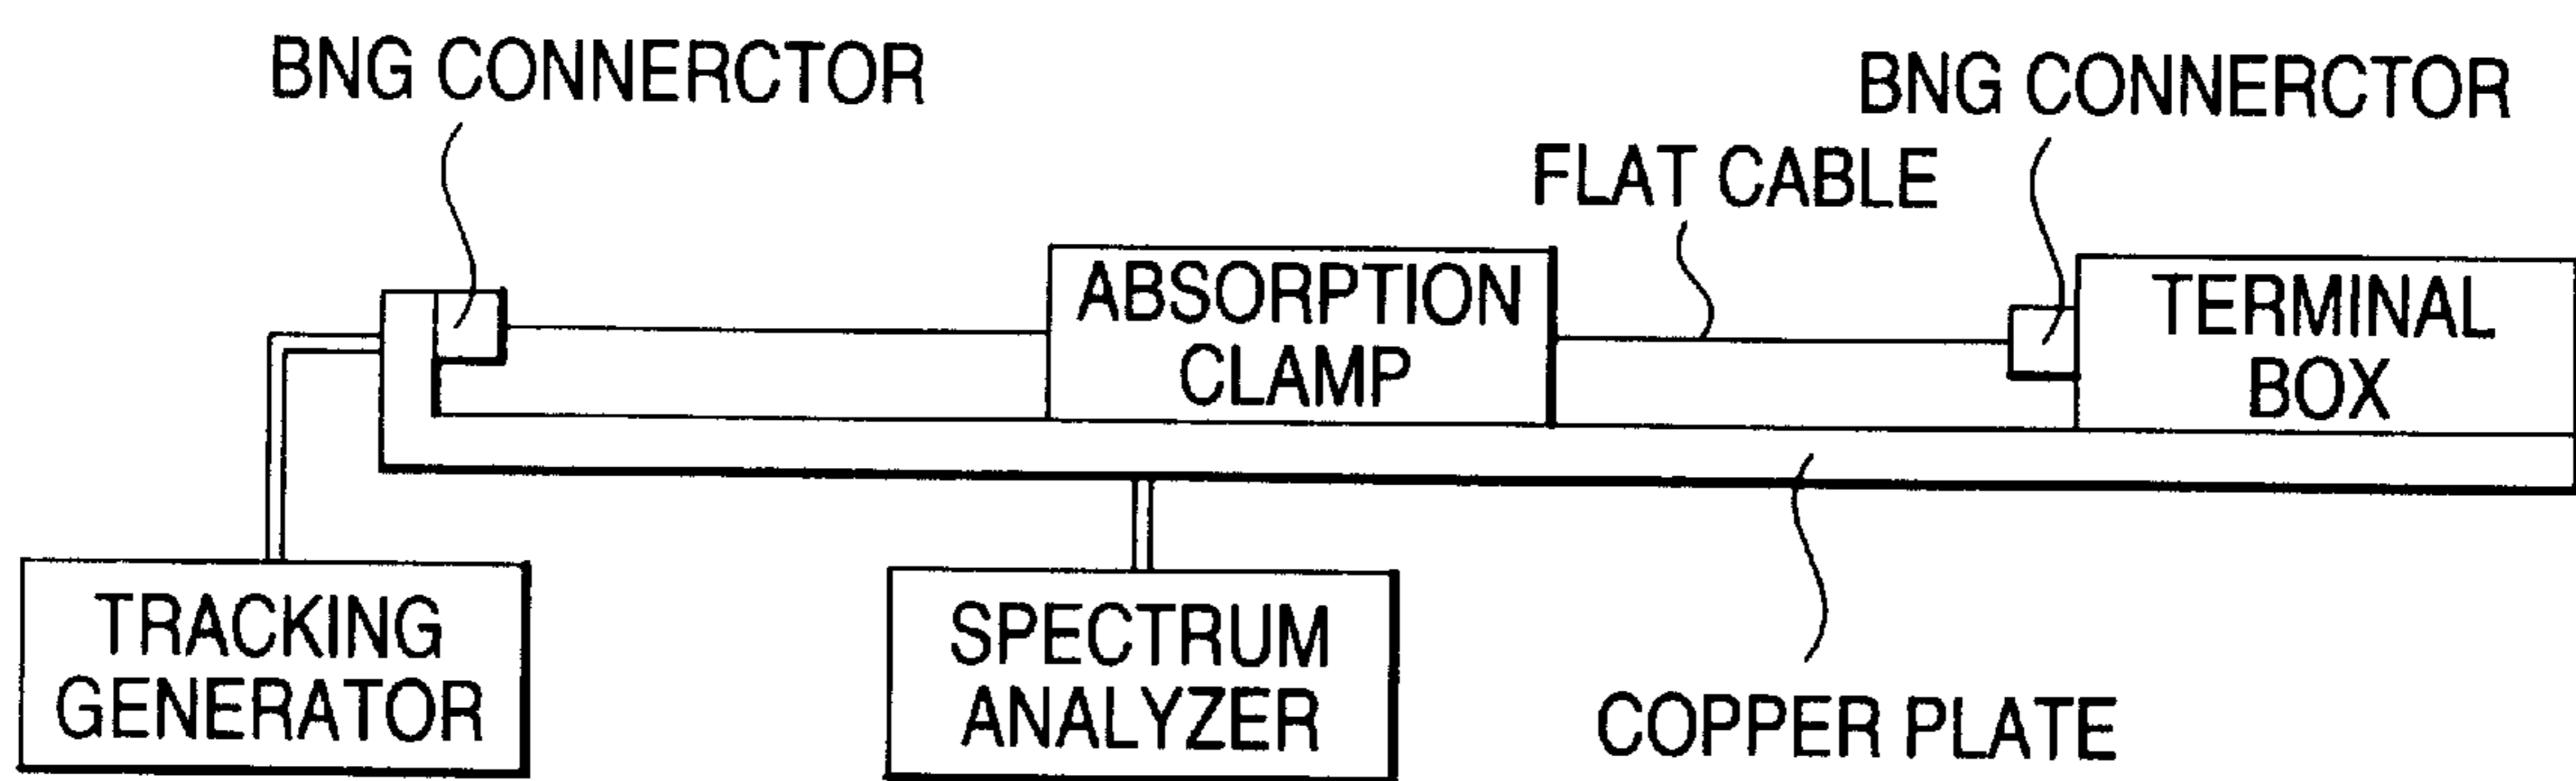 BNG CONNERCTOR
BNG CONNERCTOR
FLAT CABLE
ABSORPTION
CLAMP
TERMINAL
BOX
TRACKING
GENERATOR
SPECTRUM
ANALYZER
COPPER PLATE